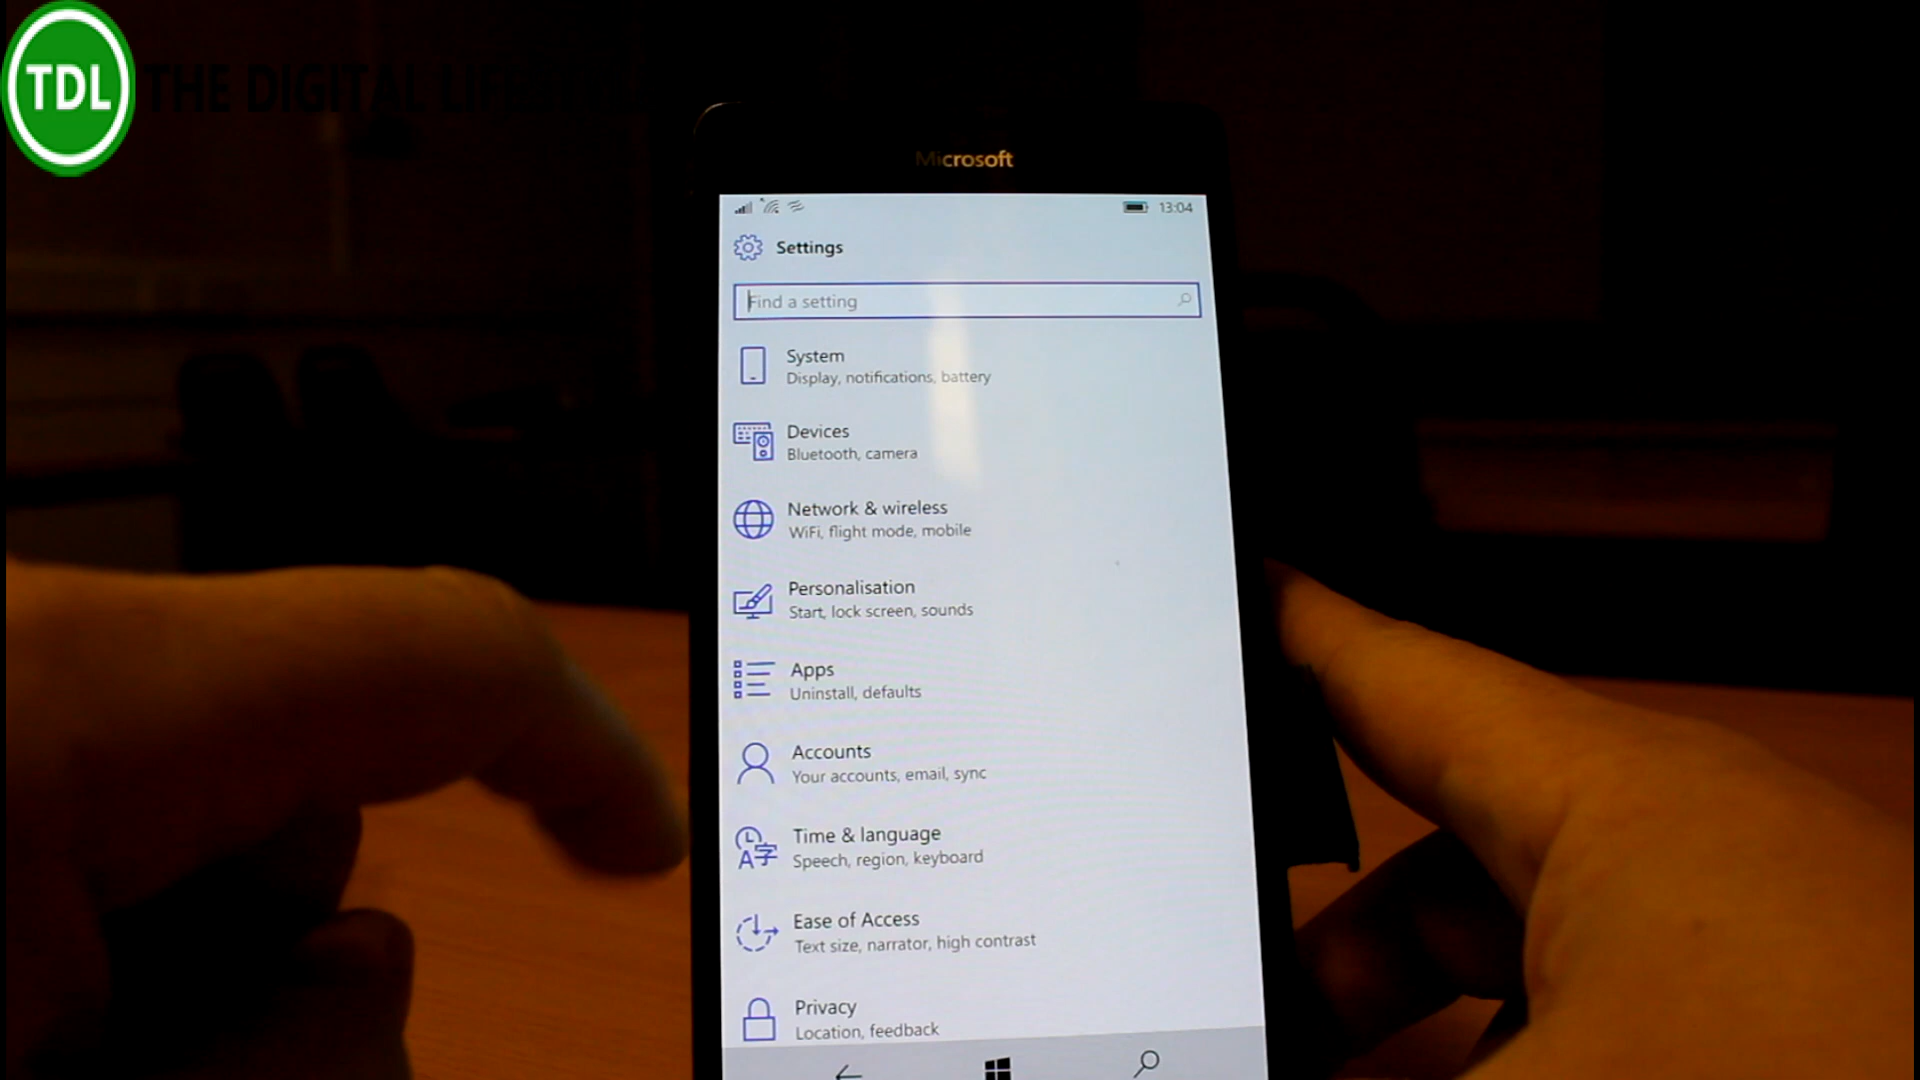 TDL
THE DIGITAL LIF
Microsoft
13:04
Settings
Find a setting
System
Display, notifications, battery
Devices
Bluetooth, camera
Network & wireless
WiFi, flight mode, mobile
Personalisation
Start, lock screen, sounds
Apps
Uninstall, defaults
Accounts
Your accounts, email, sync
Time & language
Speech, region, keyboard
Ease of Access
Text size, narrator, high contrast
Privacy
Location, feedback